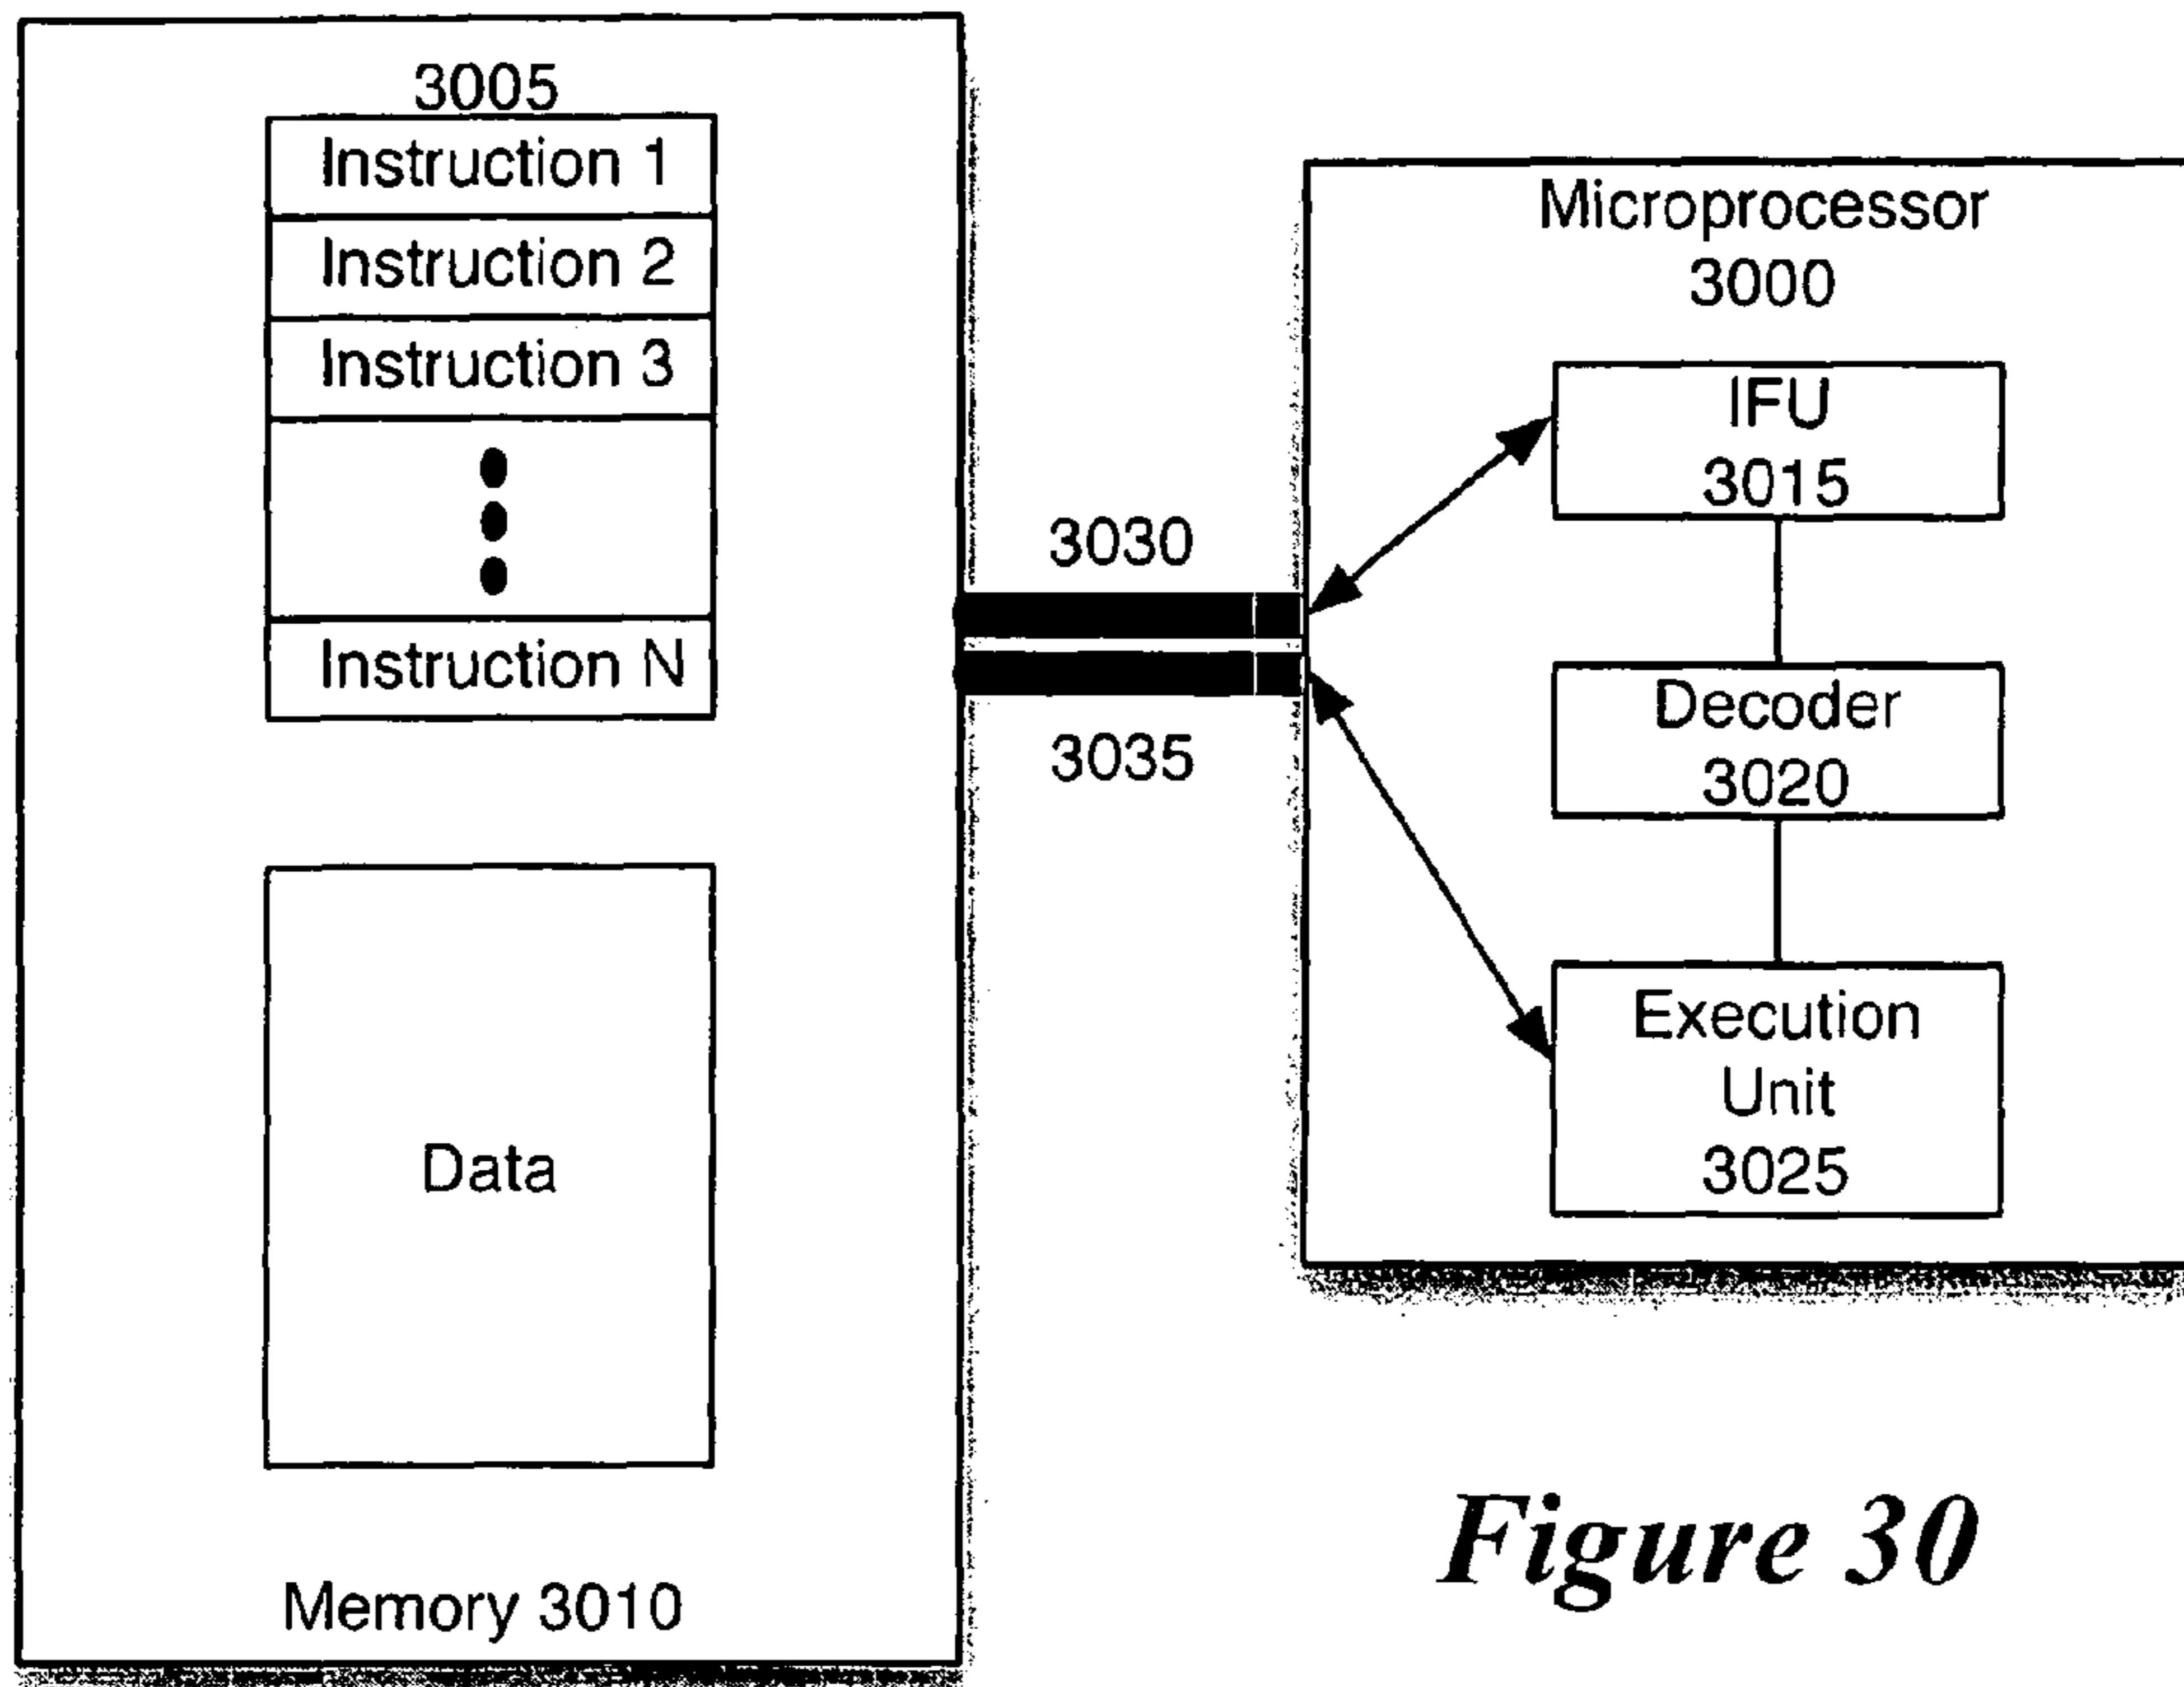 3005
Instruction 1
Instruction 2
Instruction 3
Instruction N
Data
Memory 3010
3030
3035
Microprocessor
3000
IFU
3015
Decoder
3020
Execution
Unit
3025
Figure 30